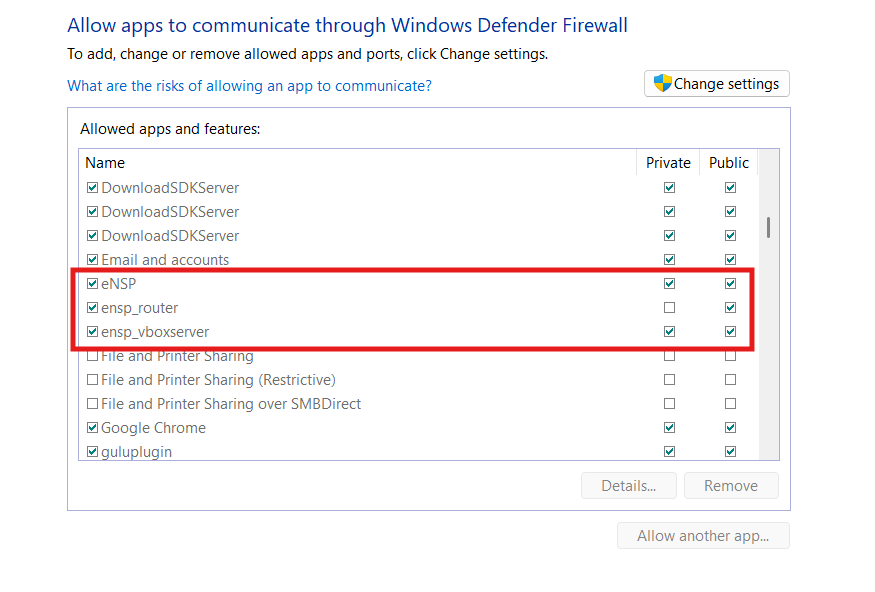 Allow apps to communicate through Windows Defender Firewall
To add, change or remove allowed apps and ports, click Change settings.
What are the risks of allowing an app to communicate?
Change settings
Allowed apps and features:
Name Private Public
DownloadSDKServer
DownloadSDKServer
DownloadSDKServer
Email and accounts
eNSP
ensp_router
ensp_vboxserver
File and Printer Sharing
File and Printer Sharing (Restrictive)
File and Printer Sharing over SMBDirect
Google Chrome
guluplugin
Details... Remove
Allow another app...